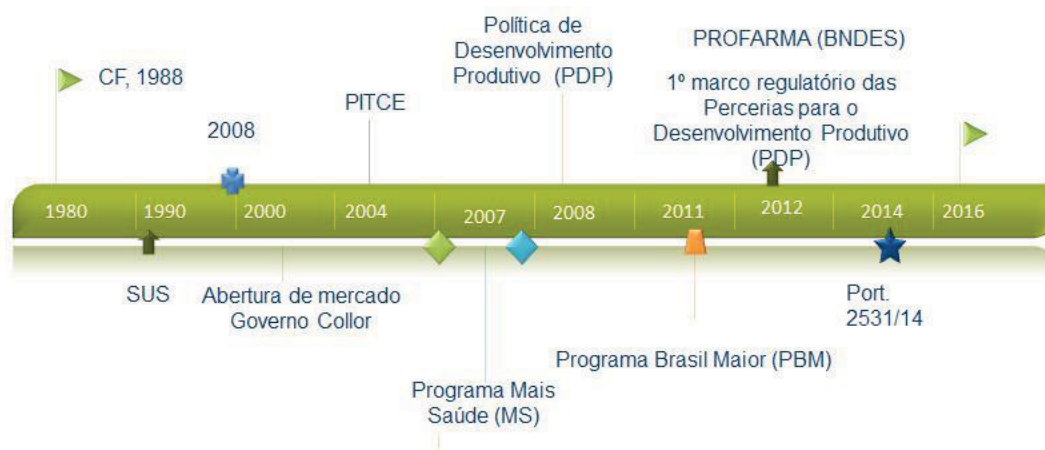 CF, 1988
2008
PITCE
Política de
Desenvolvimento
Produtivo (PDP)
PROFARMA (BNDES)
1º marco regulatório das
Percerias para o
Desenvolvimento Produtivo
(PDP)
1980
1990
2000
2004
2007
2008
2011
2012
2014
2016
SUS
Abertura de mercado
Governo Collor
Programa Mais
Saúde (MS)
Programa Brasil Maior (PBM)
Port.
2531/14